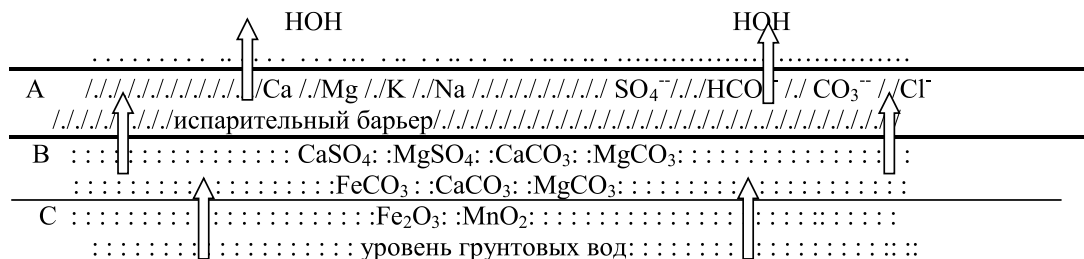 HOH HOH
A /./././././././././././././Ca /./Mg /./K /./Na /./././././././././ SO₄⁻⁻/././HCO⁻ /./ CO₃⁻⁻ /./Cl⁻
/./././././././испарительный барьер/./././././././././././././././././././././././././././././././
B : : : : : : : : : : : : : : : : : CaSO₄: :MgSO₄: :CaCO₃: :MgCO₃: : : : : : : : : : : : : : : : :
: : : : : : : : : : : : : : : : : : : :FeCO₃ : :CaCO₃: :MgCO₃: : : : : : : : : : : : : : : : : : : : :
C : : : : : : : : : : : : : : : : : : : : : :Fe₂O₃: :MnO₂: : : : : : : : : : : : : : : : : : : : : : : : : :
: : : : : : : : : : : : : : : : : : : уровень грунтовых вод: : : : : : : : : : : : : : : : : : : :